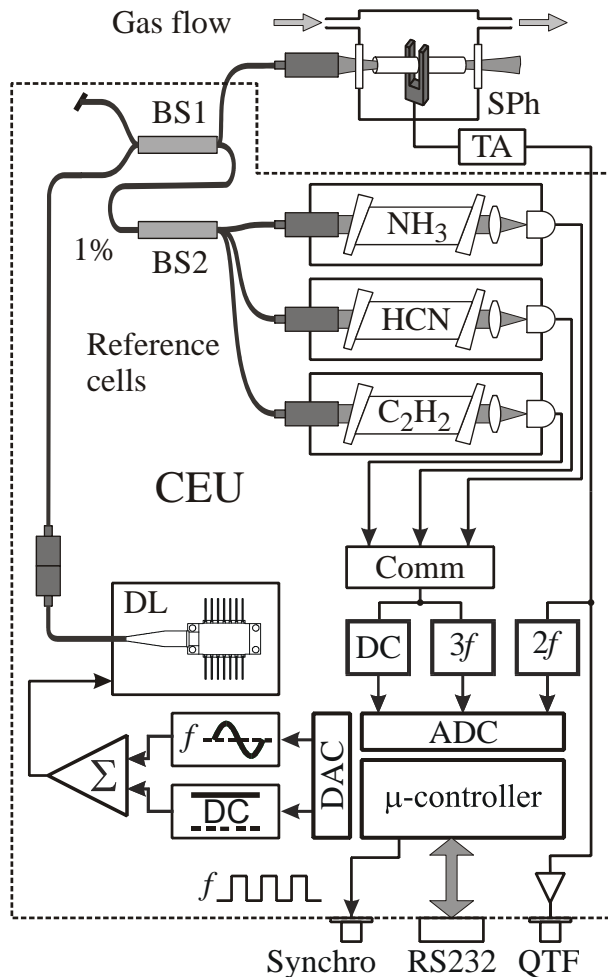 Gas flow
SPh
BS1
TA
NH₃
1%
BS2
HCN
Reference
cells
C₂H₂
CEU
Comm
DL
DC
3f
2f
f
ADC
DAC
Σ
μ-controller
DC
f
Synchro
RS232
QTF